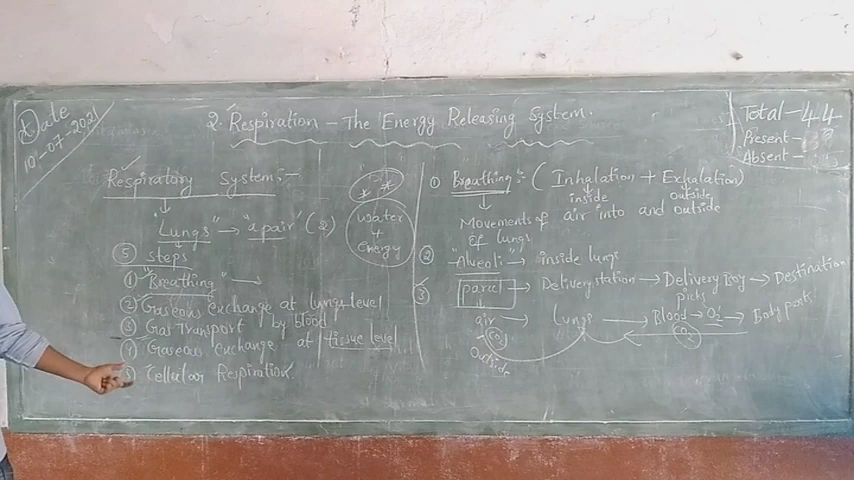 Date
10-07-2021
2. Respiration - The Energy Releasing System.
Total - 44
Present -
Absent -
Respiratory System:-
"Lungs" → "a pair" (2)
5 steps
① "Breathing"
② Gaseous exchange at lungs level
③ Gas Transport by blood
④ Gaseous exchange at tissue level
⑤ Cellular Respiration
water
+
energy
① Breathing:- (Inhalation + Exhalation)
inside outside
Movements of air into and outside
of lungs
② "Alveoli" → inside lungs
③ parcel → Delivery station → Delivery Boy → Destination
picks
air → Lungs → Blood → O₂ → Body parts
CO₂ CO₂
Outside